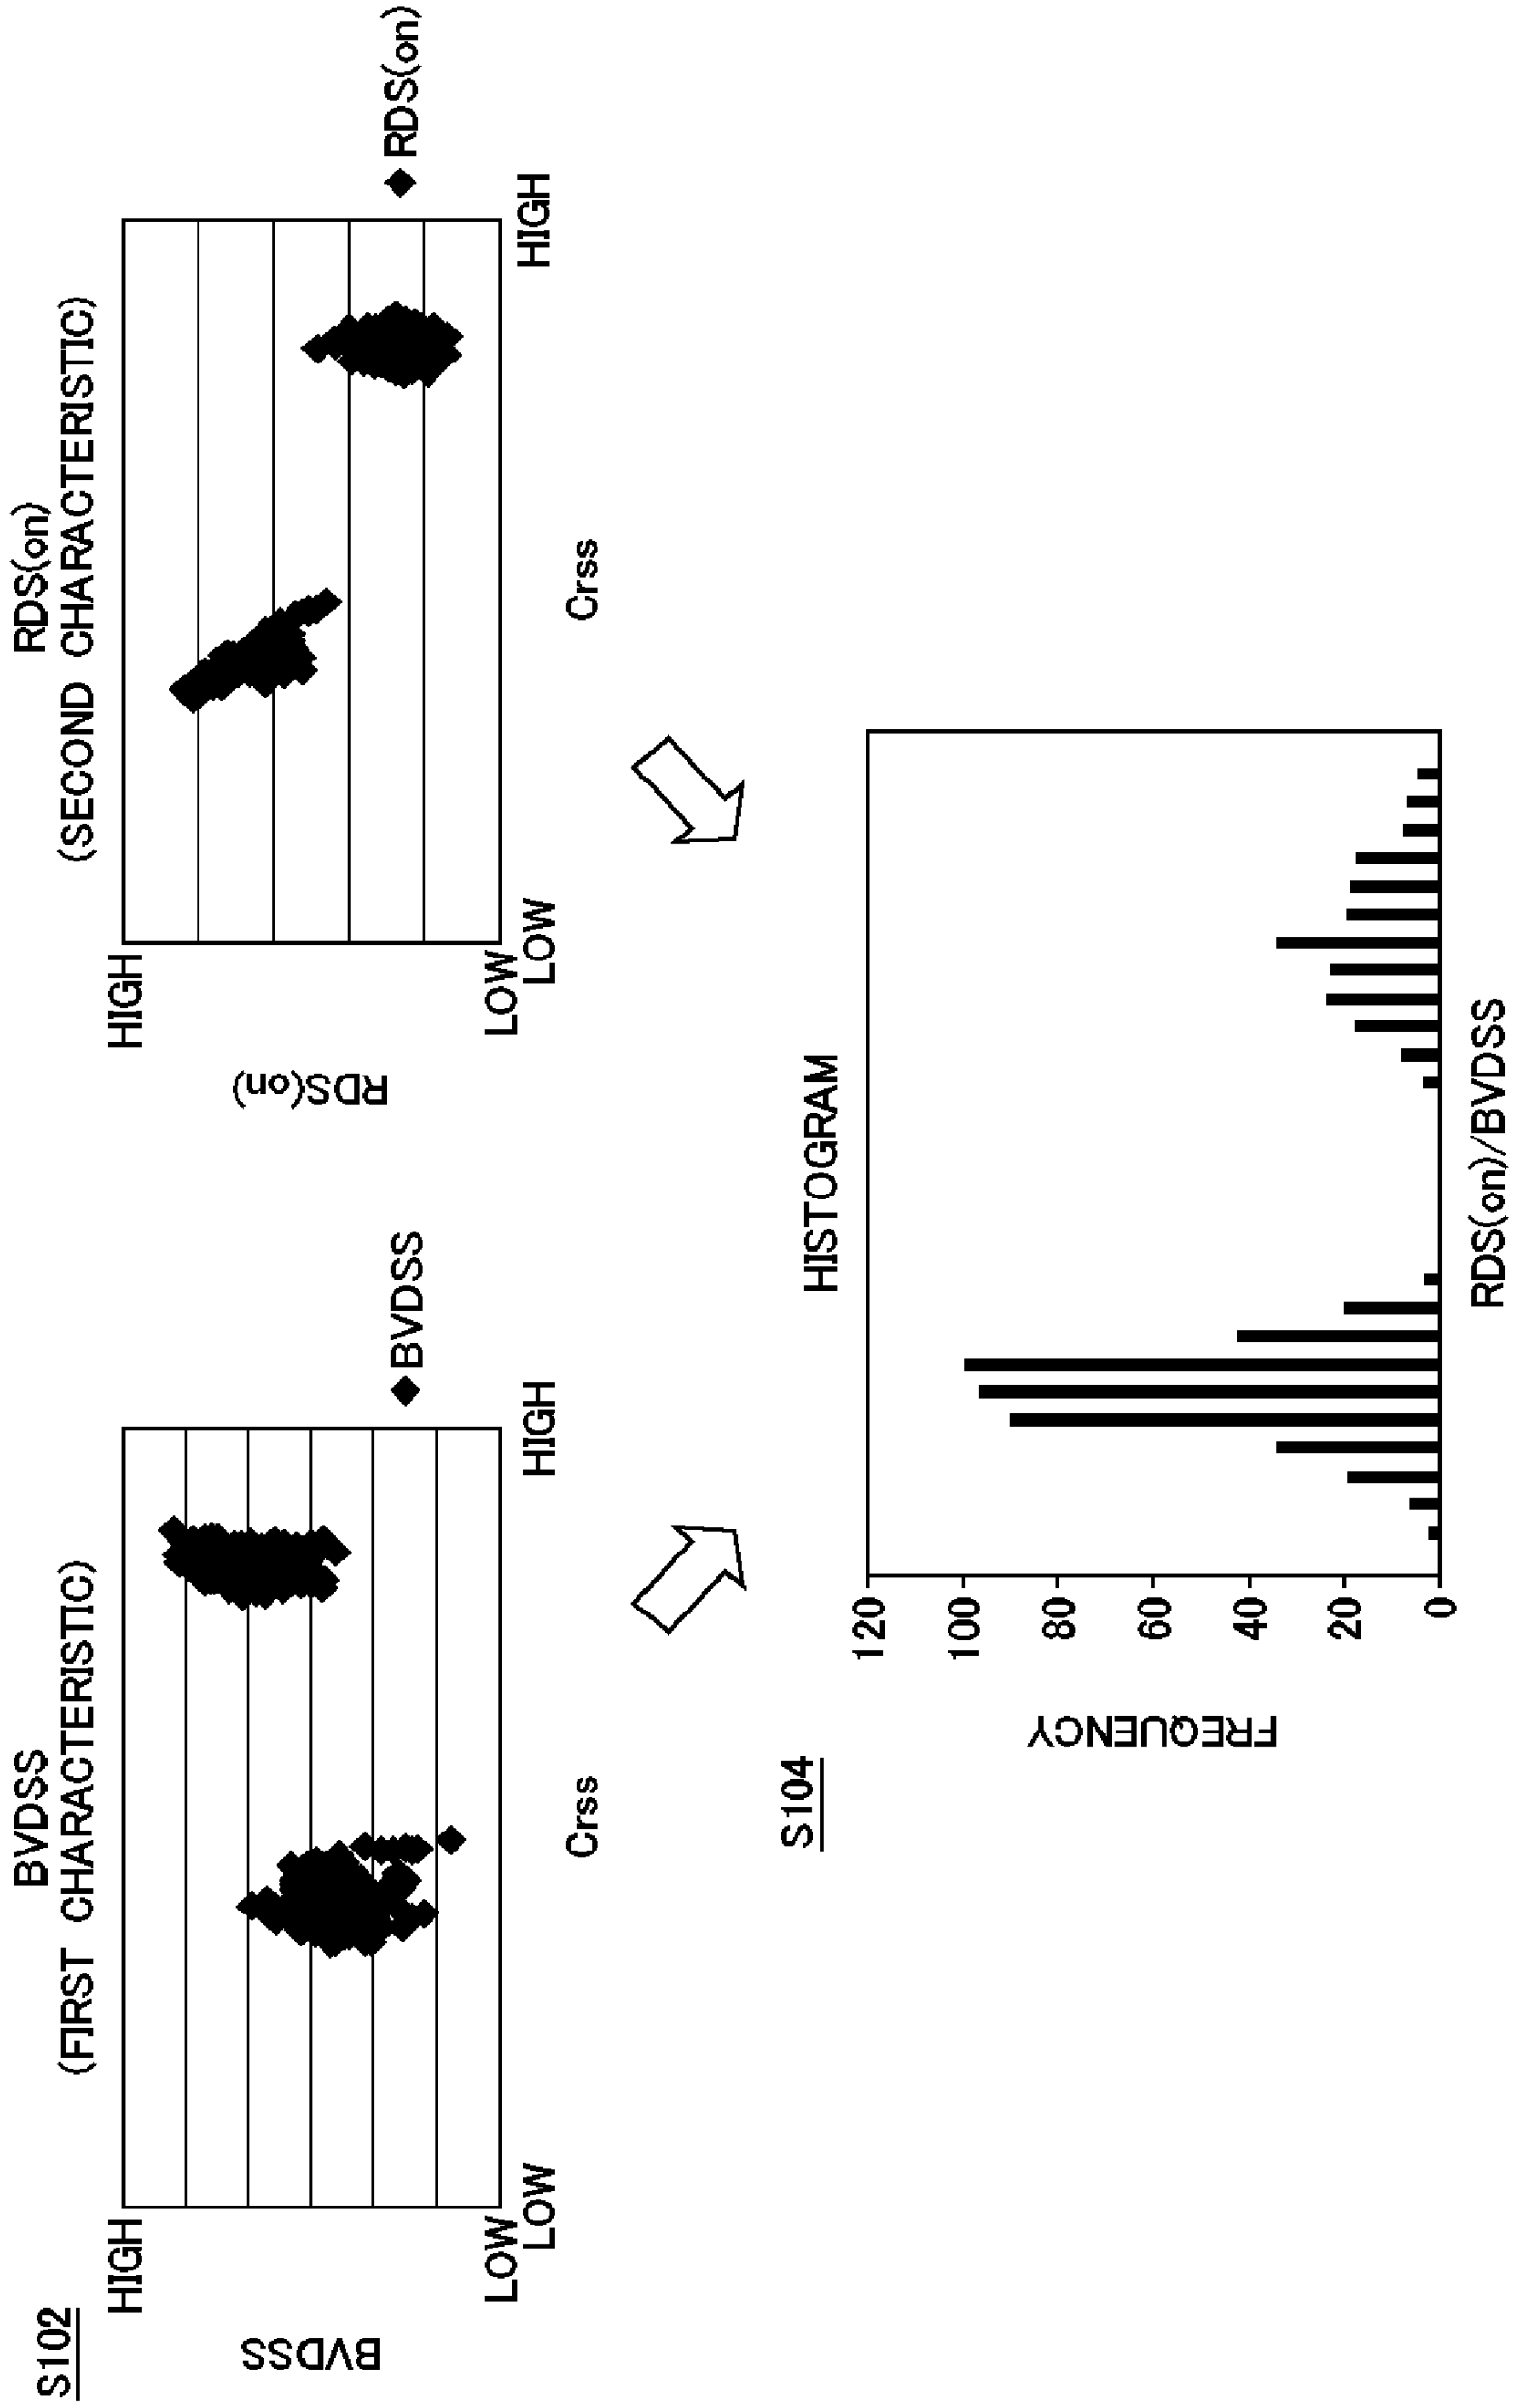 S102
BVDSS
(FIRST CHARACTERISTIC)
HIGH
LOW
BVDSS
LOW
HIGH
Crss
BVDSS
RDS(on)
(SECOND CHARACTERISTIC)
HIGH
LOW
RDS(on)
LOW
HIGH
Crss
RDS(on)
S104
HISTOGRAM
FREQUENCY
120
100
80
60
40
20
0
RDS(on)/BVDSS